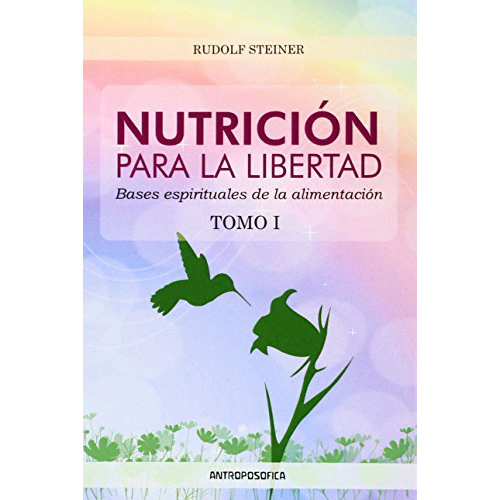 RUDOLF STEINER
NUTRICIÓN
PARA LA LIBERTAD
Bases espirituales de la alimentación
TOMO I
ANTROPOSOFICA